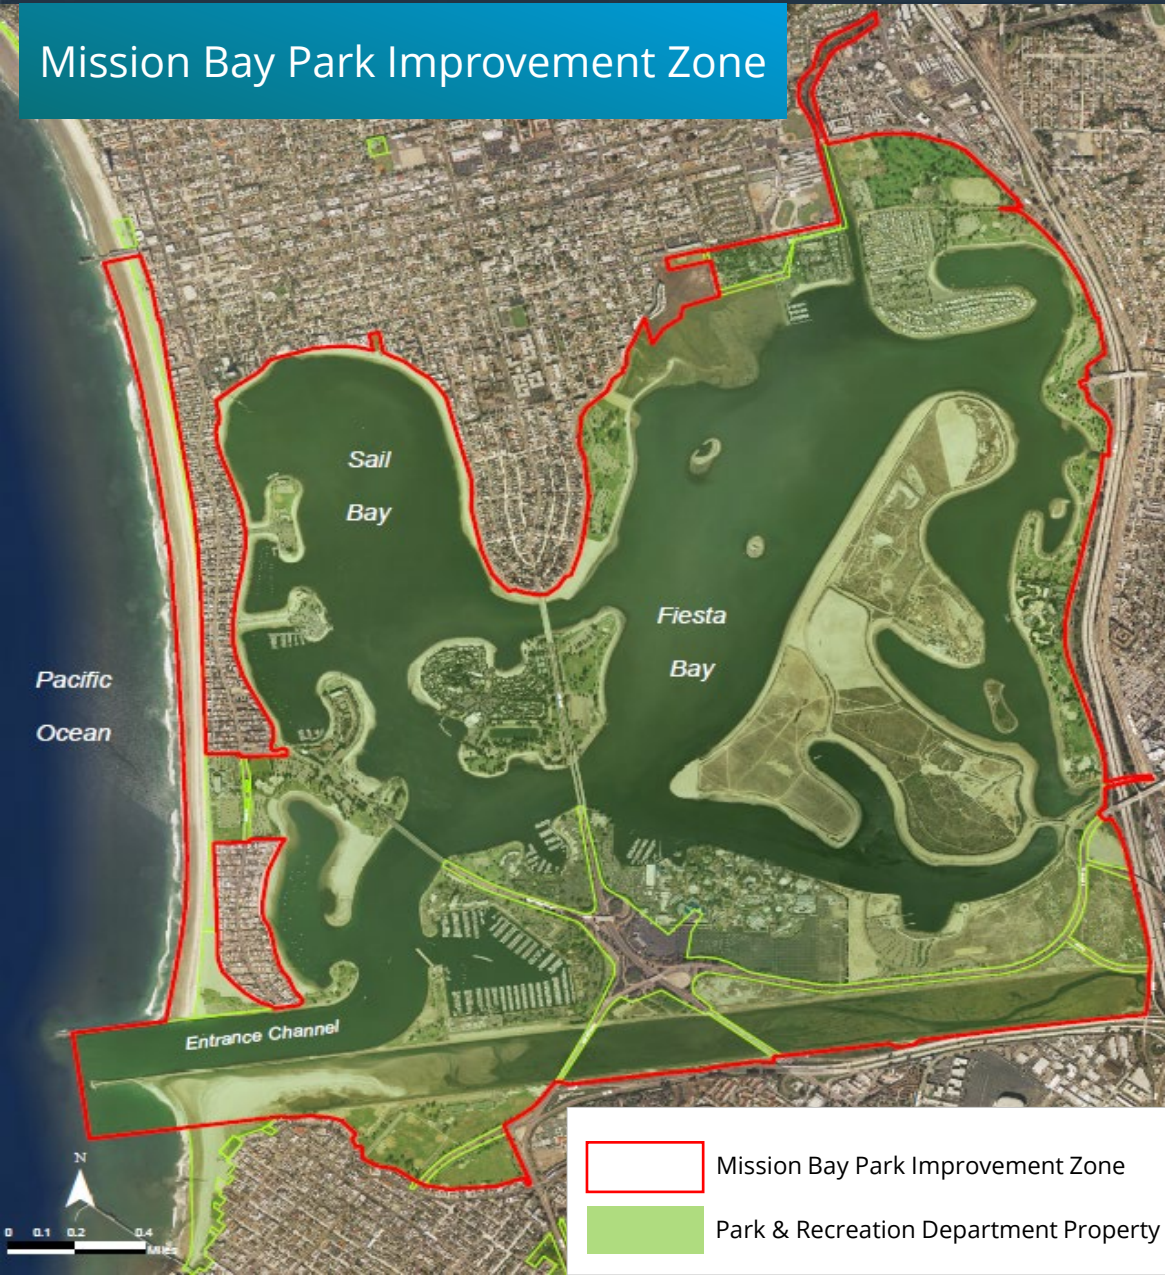 Mission Bay Park Improvement Zone
Sail
Bay
Fiesta
Bay
Pacific
Ocean
Entrance Channel
N
0 0.1 0.2 0.4
Miles
Mission Bay Park Improvement Zone
Park & Recreation Department Property